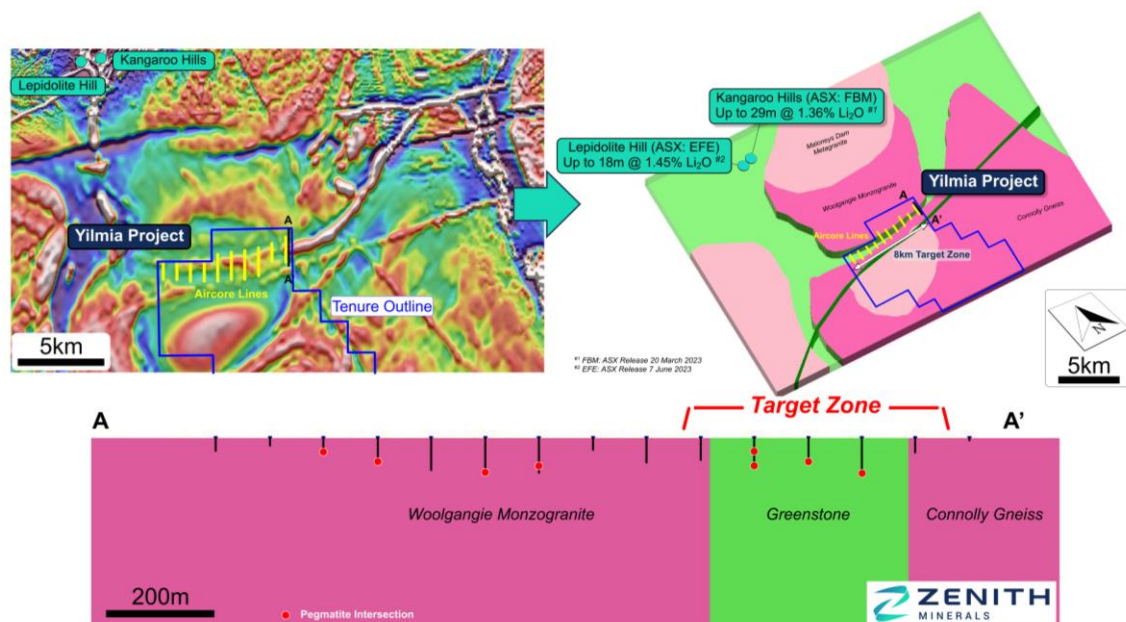 Kangaroo Hills
Lepidolite Hill
Yilmia Project
A
Aircore Lines
A
Tenure Outline
5km
Kangaroo Hills (ASX: FBM)
Up to 29m @ 1.36% Li₂O #1
Lepidolite Hill (ASX: EFE)
Up to 18m @ 1.45% Li₂O #2
Metagranite
Woolgangie Monzogranite
Yilmia Project
A
A'
Connolly Gneiss
Aircore Lines
8km Target Zone
N
5km
#1 FBM: ASX Release 20 March 2023
#2 EFE: ASX Release 7 June 2023
Target Zone
A
A'
Woolgangie Monzogranite
Greenstone
Connolly Gneiss
200m
Pegmatite Intersection
ZENITH
MINERALS